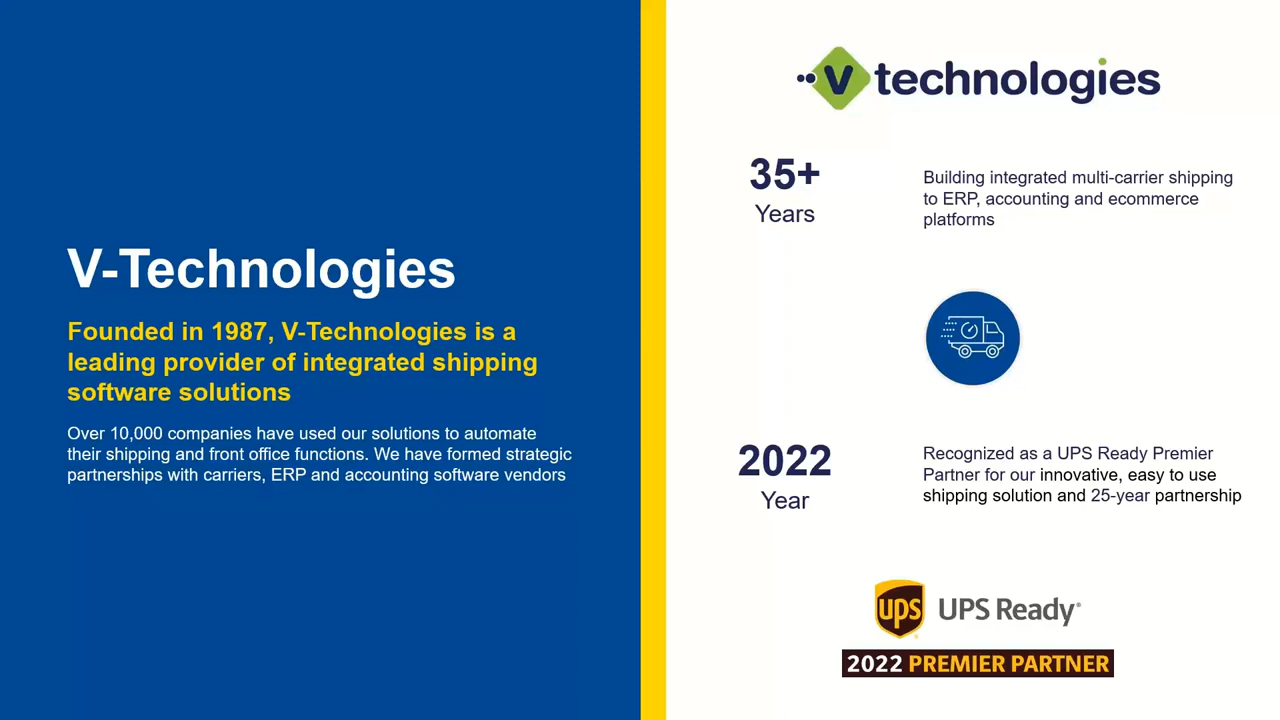 V-Technologies
Founded in 1987, V-Technologies is a
leading provider of integrated shipping
software solutions
Over 10,000 companies have used our solutions to automate
their shipping and front office functions. We have formed strategic
partnerships with carriers, ERP and accounting software vendors
V technologies
35+
Years
Building integrated multi-carrier shipping
to ERP, accounting and ecommerce
platforms
2022
Year
Recognized as a UPS Ready Premier
Partner for our innovative, easy to use
shipping solution and 25-year partnership
ups UPS Ready®
2022 PREMIER PARTNER